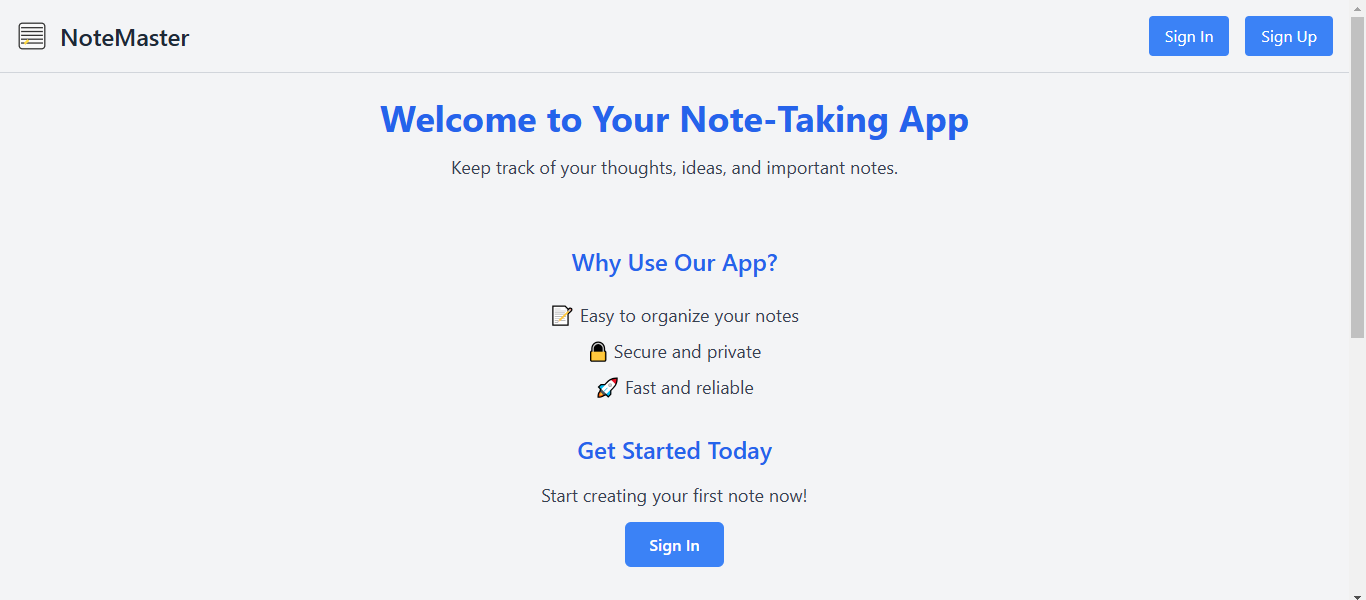 NoteMaster
Sign In
Sign Up
Welcome to Your Note-Taking App
Keep track of your thoughts, ideas, and important notes.
Why Use Our App?
📝 Easy to organize your notes
🔒 Secure and private
🚀 Fast and reliable
Get Started Today
Start creating your first note now!
Sign In